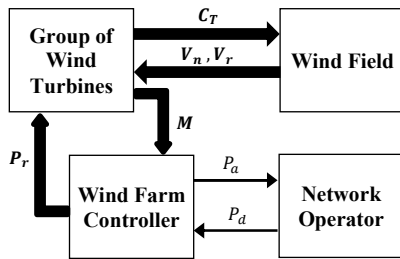 Group of
Wind
Turbines
C_T
V_n , V_r
Wind Field
M
P_r
Wind Farm
Controller
P_a
P_d
Network
Operator